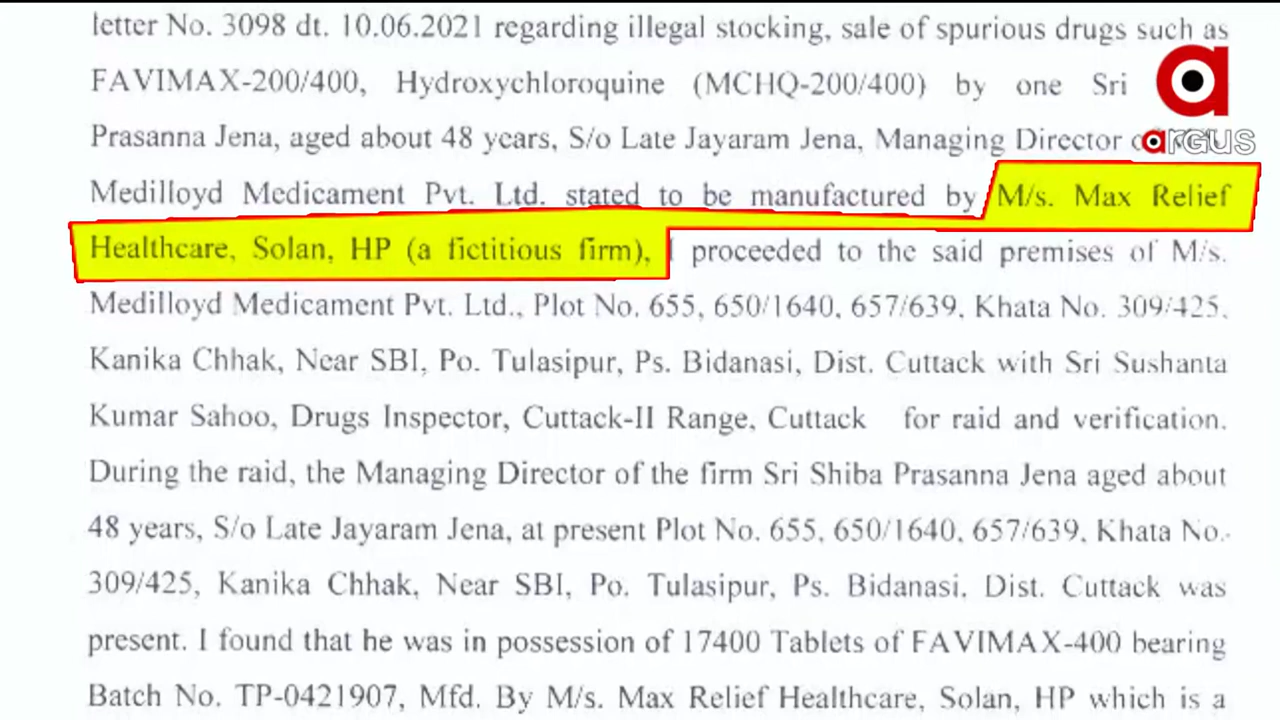 letter No. 3098 dt. 10.06.2021 regarding illegal stocking, sale of spurious drugs such as
FAVIMAX-200/400, Hydroxychloroquine (MCHQ-200/400) by one Sri
Prasanna Jena, aged about 48 years, S/o Late Jayaram Jena, Managing Director
argus
Medilloyd Medicament Pvt. Ltd. stated to be manufactured by M/s. Max Relief
Healthcare, Solan, HP (a fictitious firm), I proceeded to the said premises of M/s.
Medilloyd Medicament Pvt. Ltd., Plot No. 655, 650/1640, 657/639, Khata No. 309/425,
Kanika Chhak, Near SBI, Po. Tulasipur, Ps. Bidanasi, Dist. Cuttack with Sri Sushanta
Kumar Sahoo, Drugs Inspector, Cuttack-II Range, Cuttack for raid and verification.
During the raid, the Managing Director of the firm Sri Shiba Prasanna Jena aged about
48 years, S/o Late Jayaram Jena, at present Plot No. 655, 650/1640, 657/639, Khata No.
309/425, Kanika Chhak, Near SBI, Po. Tulasipur, Ps. Bidanasi, Dist. Cuttack was
present. I found that he was in possession of 17400 Tablets of FAVIMAX-400 bearing
Batch No. TP-0421907, Mfd. By M/s. Max Relief Healthcare, Solan, HP which is a